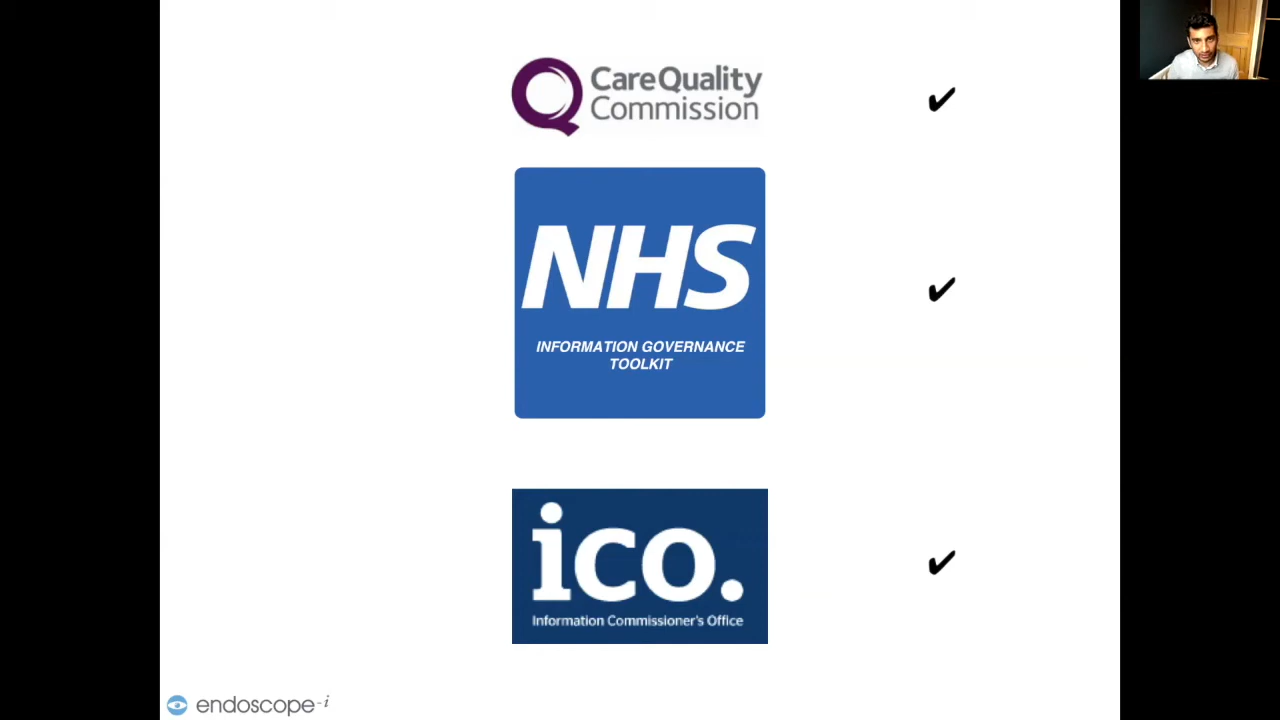 CareQuality
Commission
✔
NHS
INFORMATION GOVERNANCE
TOOLKIT
✔
ico.
Information Commissioner's Office
✔
endoscope-i